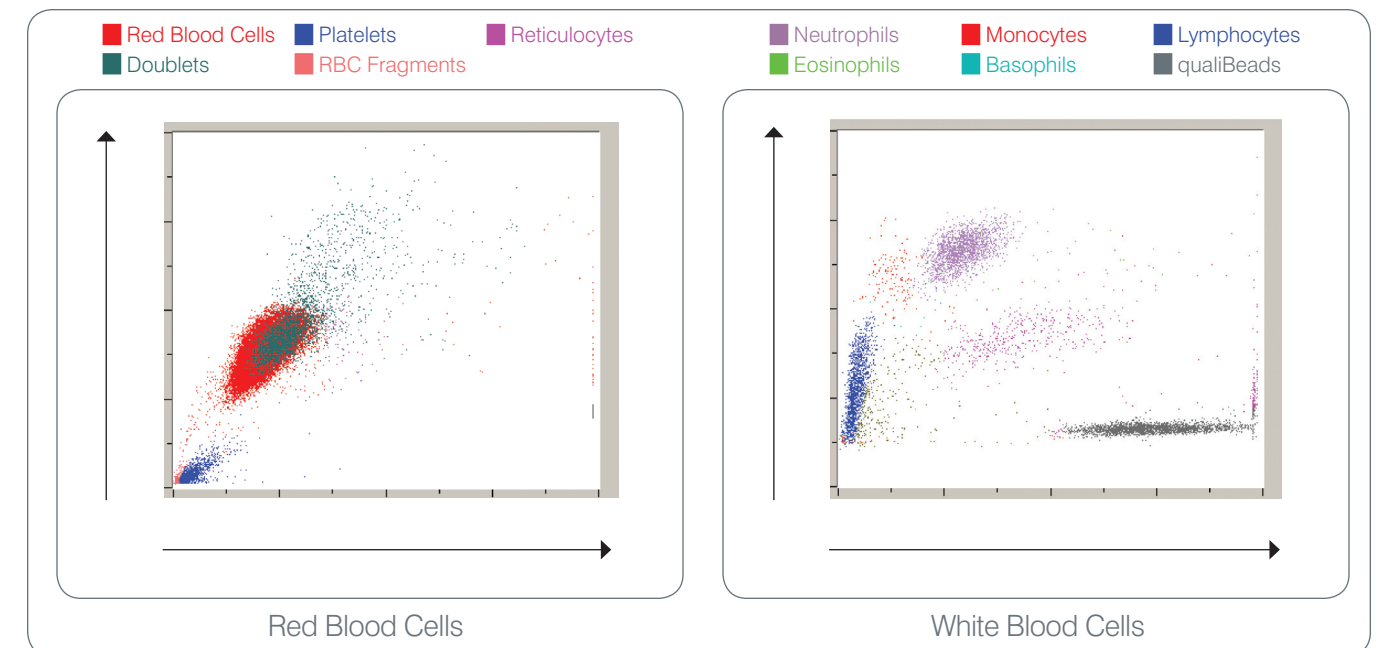 Red Blood Cells Platelets Reticulocytes
Doublets RBC Fragments
Neutrophils Monocytes Lymphocytes
Eosinophils Basophils qualiBeads
Red Blood Cells
White Blood Cells